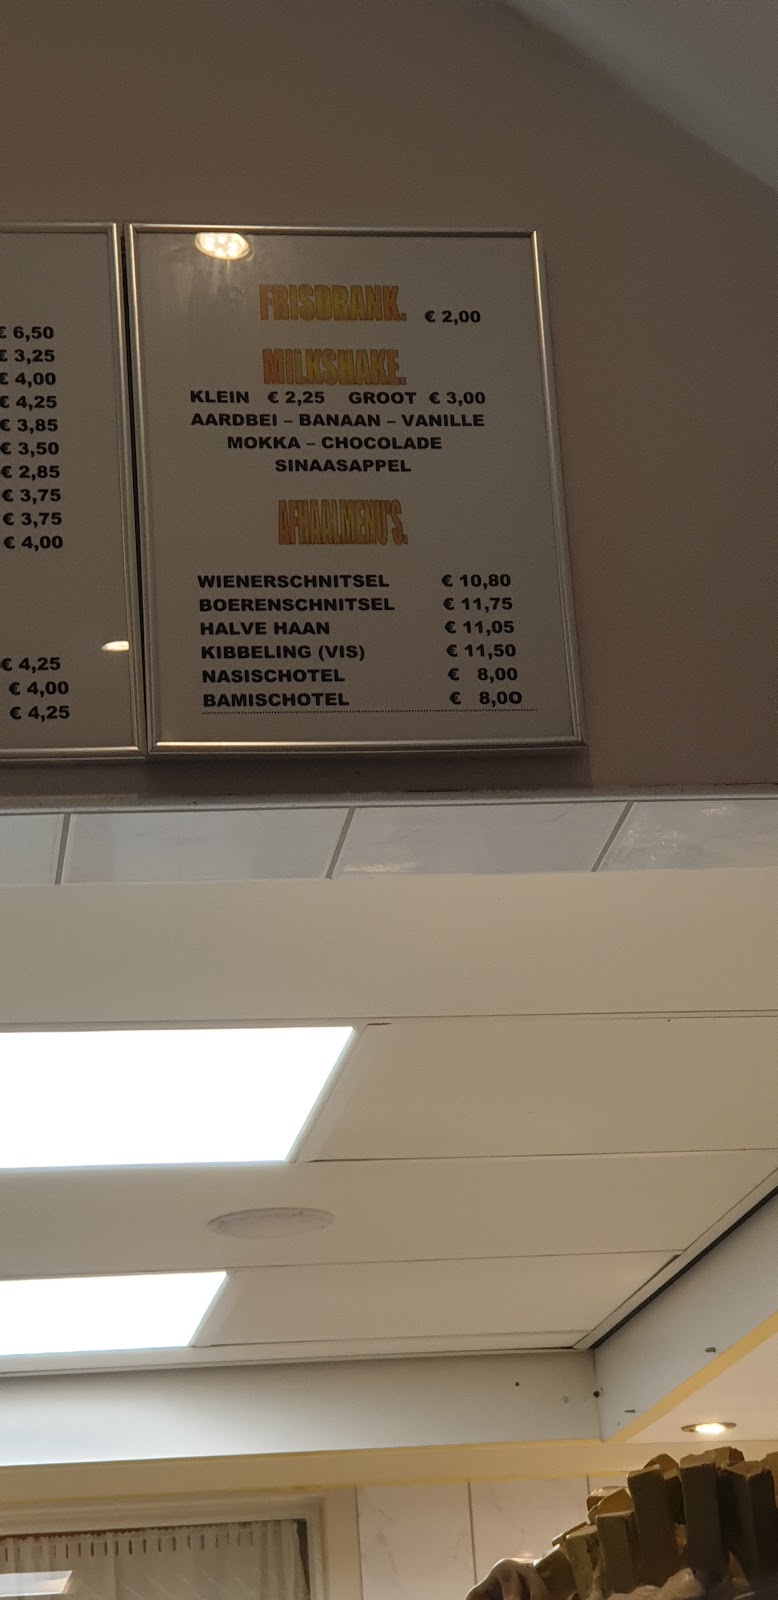 € 6,50
€ 3,25
€ 4,00
€ 4,25
€ 3,85
€ 3,50
€ 2,85
€ 3,75
€ 3,75
€ 4,00
€ 4,25
€ 4,00
€ 4,25
FRISDRANK. € 2,00
MILKSHAKE.
KLEIN € 2,25 GROOT € 3,00
AARDBEI – BANAAN – VANILLE
MOKKA – CHOCOLADE
SINAASAPPEL
AFHAALMENU'S.
WIENERSCHNITSEL € 10,80
BOERENSCHNITSEL € 11,75
HALVE HAAN € 11,05
KIBBELING (VIS) € 11,50
NASISCHOTEL € 8,00
BAMISCHOTEL € 8,00